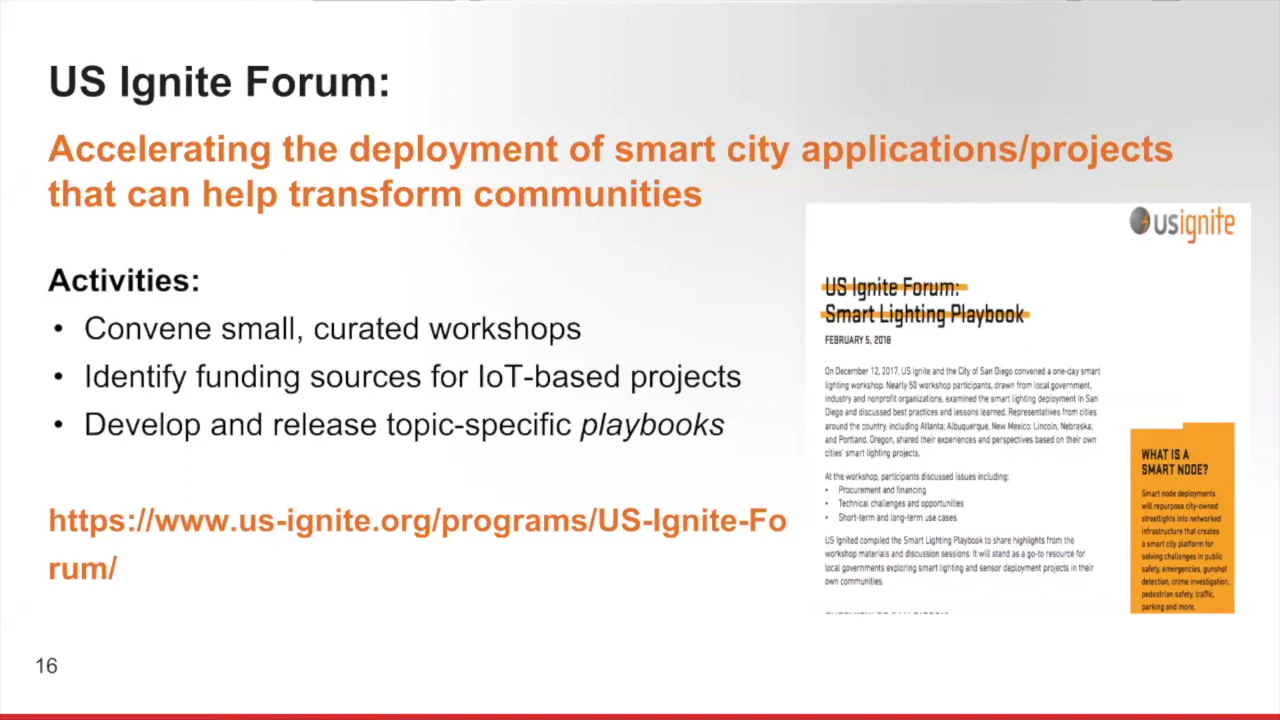 US Ignite Forum:
Accelerating the deployment of smart city applications/projects
that can help transform communities
Activities:
• Convene small, curated workshops
• Identify funding sources for IoT-based projects
• Develop and release topic-specific playbooks
https://www.us-ignite.org/programs/US-Ignite-Fo
rum/
16
usignite
US Ignite Forum:
Smart Lighting Playbook
FEBRUARY 5, 2018
On December 12, 2017, US Ignite and the City of San Diego convened a one-day smart
lighting workshop. Nearly 50 workshop participants, drawn from local government,
industry and nonprofit organizations, examined the smart lighting deployment in San
Diego and discussed best practices and lessons learned. Representatives from cities
around the country, including Atlanta; Albuquerque, New Mexico; Lincoln, Nebraska;
and Portland, Oregon, shared their experiences and perspectives based on their own
cities' smart lighting projects.
At the workshop, participants discussed issues including:
• Procurement and financing
• Technical challenges and opportunities
• Short-term and long-term use cases.
US Ignited compiled the Smart Lighting Playbook to share highlights from the
workshop materials and discussion sessions. It will stand as a go-to resource for
local governments exploring smart lighting and sensor deployment projects in their
own communities.
WHAT IS A
SMART NODE?
Smart node deployments
will repurpose city-owned
streetlights into networked
infrastructure that creates
a smart city platform for
solving challenges in public
safety, emergencies, gunshot
detection, crime investigation,
pedestrian safety, traffic,
parking and more.